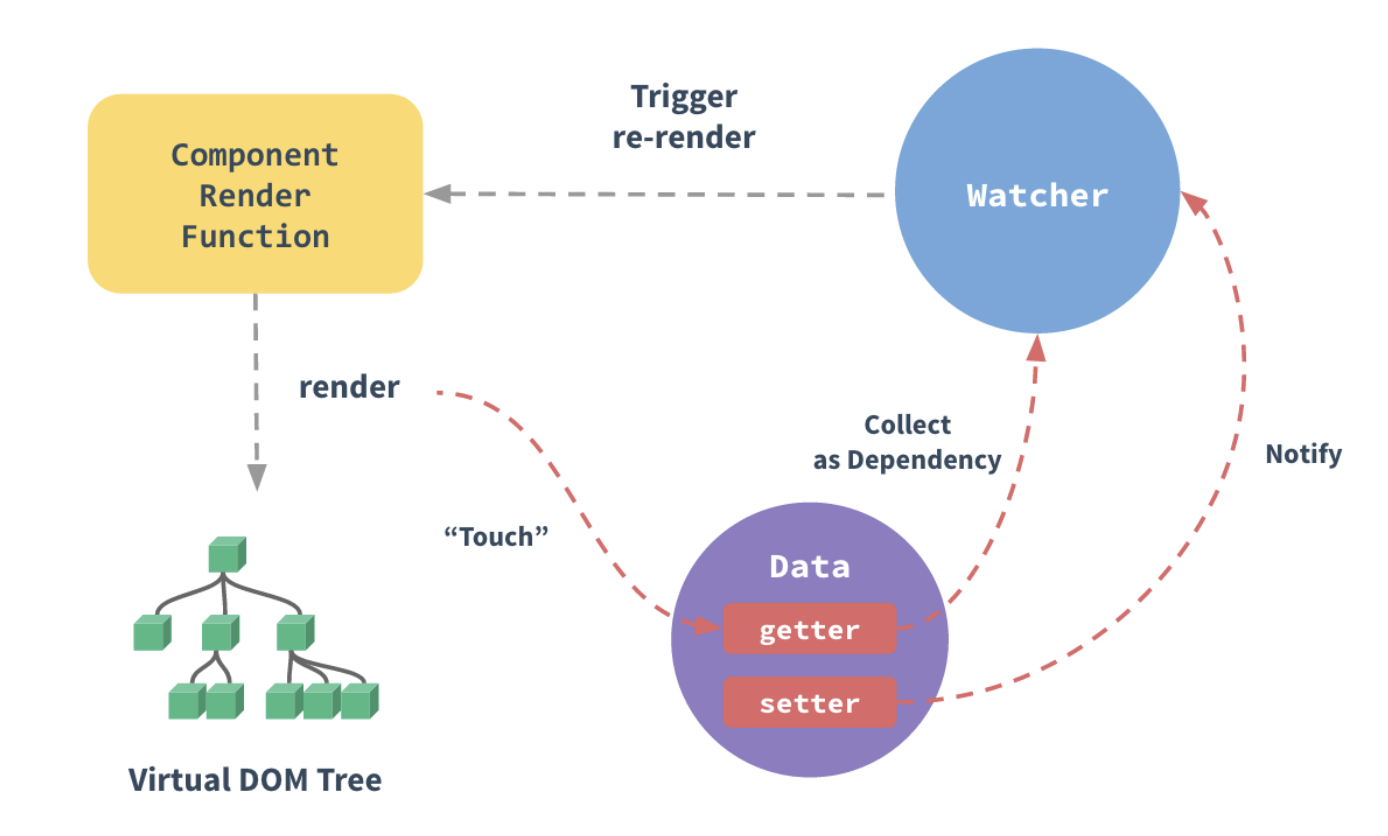 Trigger
re-render
Component
Render
Function
Watcher
render
Collect
as Dependency
Notify
“Touch”
Data
getter
setter
Virtual DOM Tree